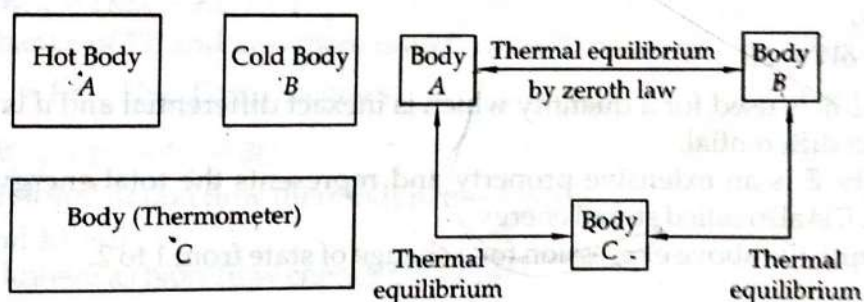 Hot Body
A
Cold Body
B
Body (Thermometer)
C
Body
A
Thermal equilibrium
by zeroth law
Body
B
Body
C
Thermal
equilibrium
Thermal
equilibrium